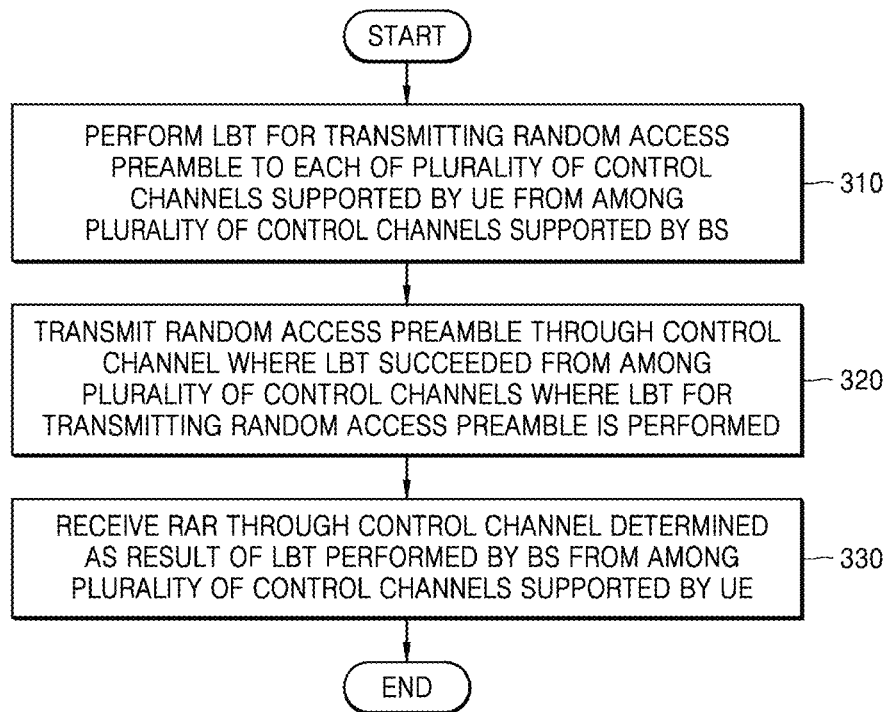 START
PERFORM LBT FOR TRANSMITTING RANDOM ACCESS
PREAMBLE TO EACH OF PLURALITY OF CONTROL
CHANNELS SUPPORTED BY UE FROM AMONG
PLURALITY OF CONTROL CHANNELS SUPPORTED BY BS
310
TRANSMIT RANDOM ACCESS PREAMBLE THROUGH CONTROL
CHANNEL WHERE LBT SUCCEEDED FROM AMONG
PLURALITY OF CONTROL CHANNELS WHERE LBT FOR
TRANSMITTING RANDOM ACCESS PREAMBLE IS PERFORMED
320
RECEIVE RAR THROUGH CONTROL CHANNEL DETERMINED
AS RESULT OF LBT PERFORMED BY BS FROM AMONG
PLURALITY OF CONTROL CHANNELS SUPPORTED BY UE
330
END